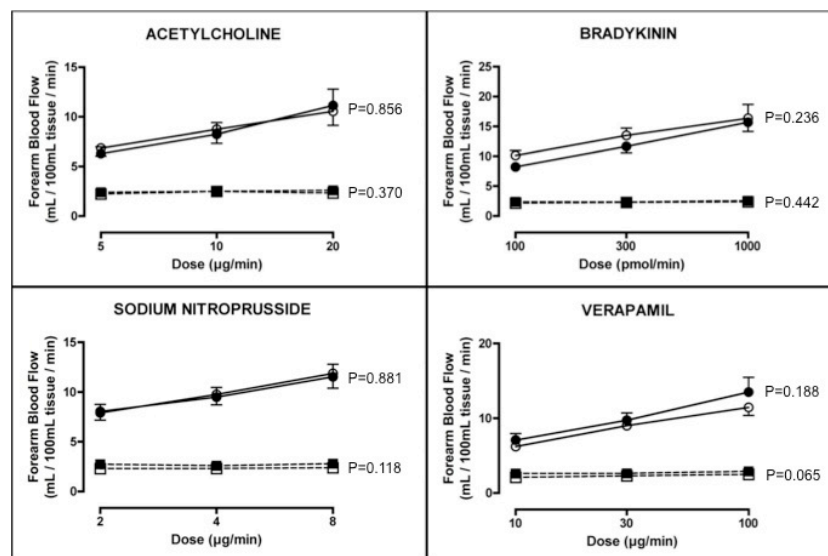 ACETYLCHOLINE
Forearm Blood Flow
(mL / 100mL tissue / min)
15
10
5
0
P=0.856
P=0.370
5 10 20
Dose (µg/min)
BRADYKININ
Forearm Blood Flow
(mL / 100mL tissue / min)
25
20
15
10
5
0
P=0.236
P=0.442
100 300 1000
Dose (pmol/min)
SODIUM NITROPRUSSIDE
Forearm Blood Flow
(mL / 100mL tissue / min)
15
10
5
0
P=0.881
P=0.118
2 4 8
Dose (µg/min)
VERAPAMIL
Forearm Blood Flow
(mL / 100mL tissue / min)
20
10
0
P=0.188
P=0.065
10 30 100
Dose (µg/min)